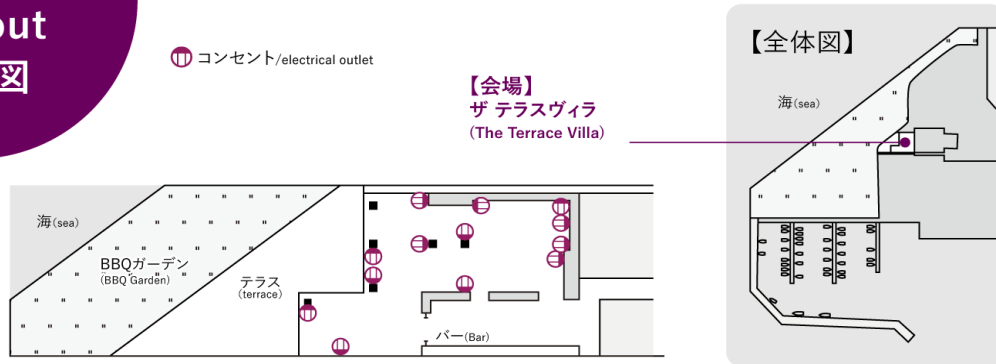 out
図
コンセント/electrical outlet
【会場】
ザ テラスヴィラ
(The Terrace Villa)
【全体図】
海(sea)
海(sea)
BBQガーデン
(BBQ Garden)
テラス
(terrace)
バー(Bar)